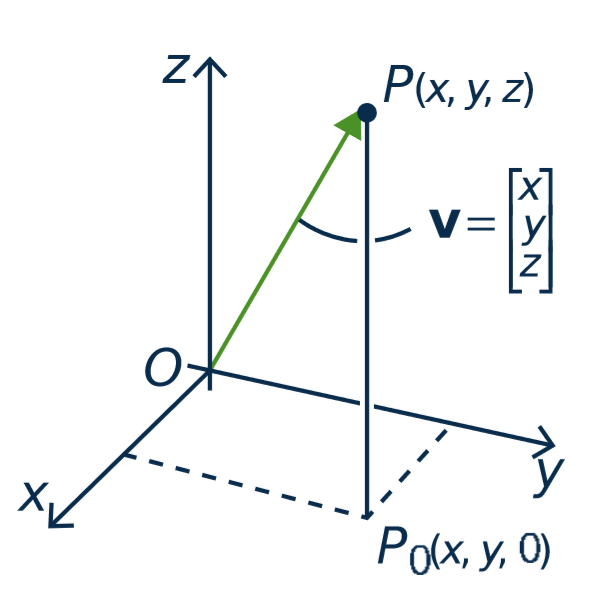 z
P(x, y, z)
v = [x
y
z]
O
x
y
P₀(x, y, 0)